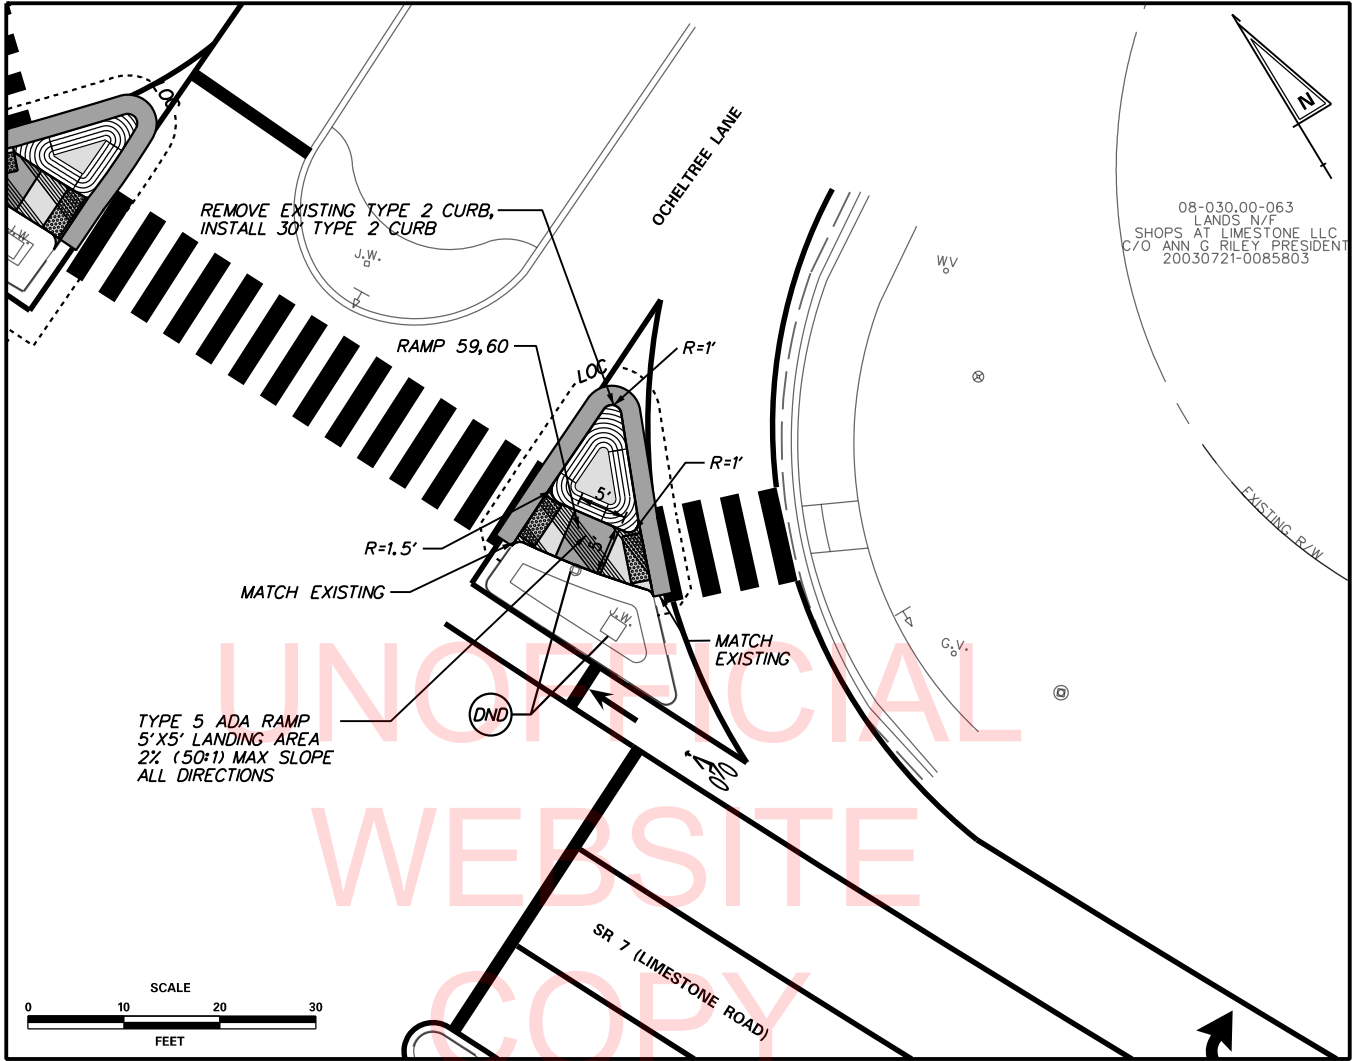 N
OCHELTREE LANE
LOC
REMOVE EXISTING TYPE 2 CURB,
INSTALL 30' TYPE 2 CURB
J.W.
J.W.
08-030.00-063
LANDS N/F
SHOPS AT LIMESTONE LLC
C/O ANN G RILEY PRESIDENT
20030721-0085803
WV
RAMP 59,60
R=1'
LOC
R=1'
5'
5'
R=1.5'
MATCH EXISTING
EXISTING R/W
J.W.
MATCH
EXISTING
G.V.
DND
TYPE 5 ADA RAMP
5'X5' LANDING AREA
2% (50:1) MAX SLOPE
ALL DIRECTIONS
UNOFFICIAL
WEBSITE
COPY
SR 7 (LIMESTONE ROAD)
SCALE
0 10 20 30
FEET